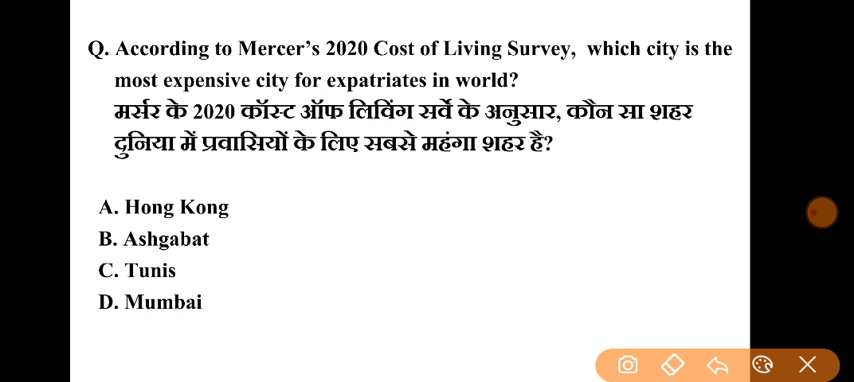 Q. According to Mercer's 2020 Cost of Living Survey, which city is the
most expensive city for expatriates in world?
मर्सर के 2020 कॉस्ट ऑफ लिविंग सर्वे के अनुसार, कौन सा शहर
दुनिया में प्रवासियों के लिए सबसे महंगा शहर है?
A. Hong Kong
B. Ashgabat
C. Tunis
D. Mumbai